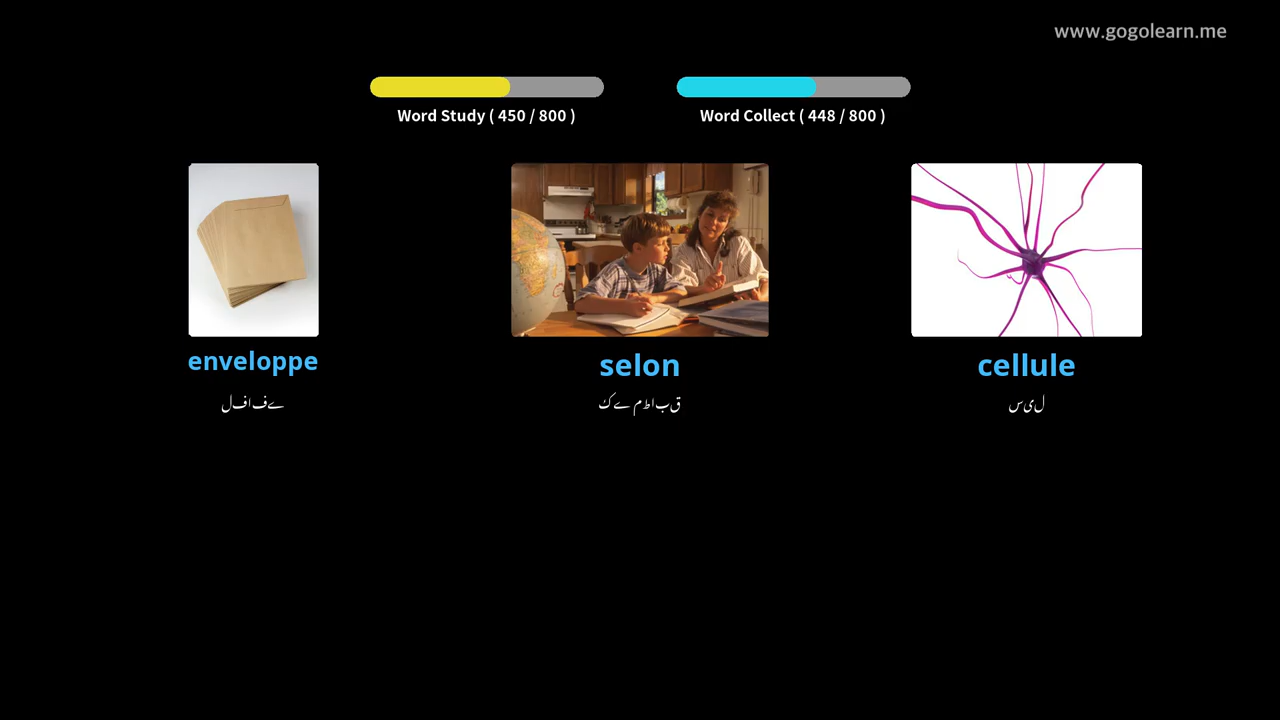 www.gogolearn.me
Word Study ( 450 / 800 )
Word Collect ( 448 / 800 )
enveloppe
selon
cellule
لفافے
کے مطابق
سیل